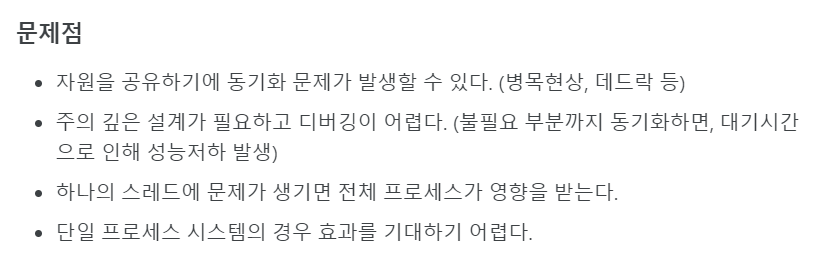 문제점
자원을 공유하기에 동기화 문제가 발생할 수 있다. (병목현상, 데드락 등)
주의 깊은 설계가 필요하고 디버깅이 어렵다. (불필요 부분까지 동기화하면, 대기시간
으로 인해 성능저하 발생)
하나의 스레드에 문제가 생기면 전체 프로세스가 영향을 받는다.
단일 프로세스 시스템의 경우 효과를 기대하기 어렵다.